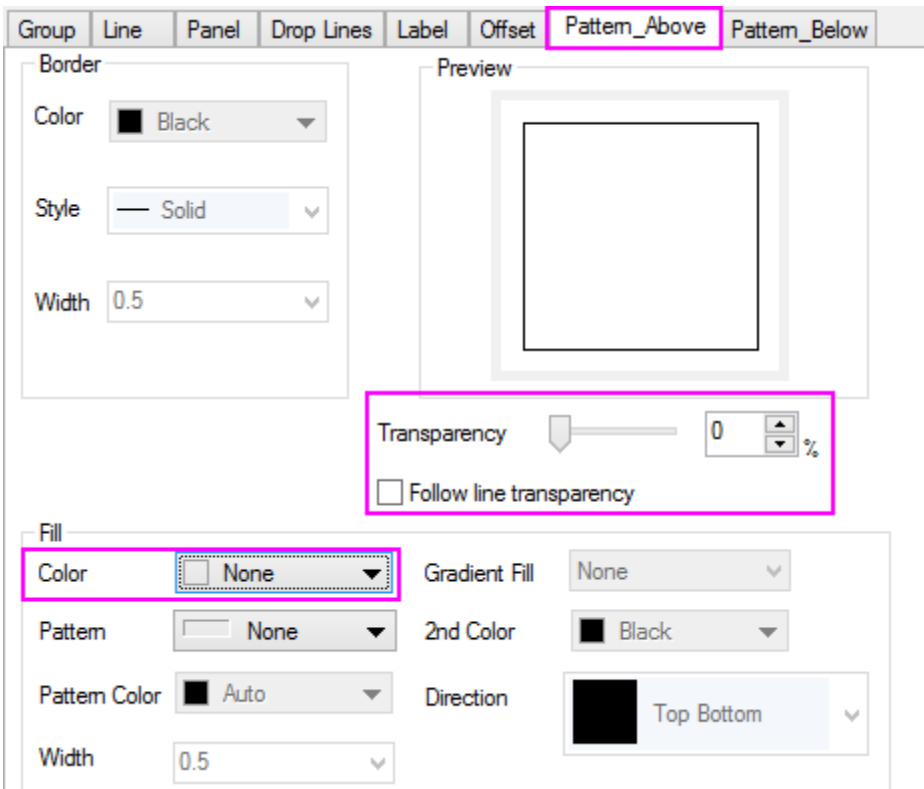 Group Line Panel Drop Lines Label Offset Pattern_Above Pattern_Below
Border
Preview
Color Black
Style Solid
Width 0.5
Transparency 0 %
Follow line transparency
Fill
Color None Gradient Fill None
Pattern None 2nd Color Black
Pattern Color Auto Direction Top Bottom
Width 0.5